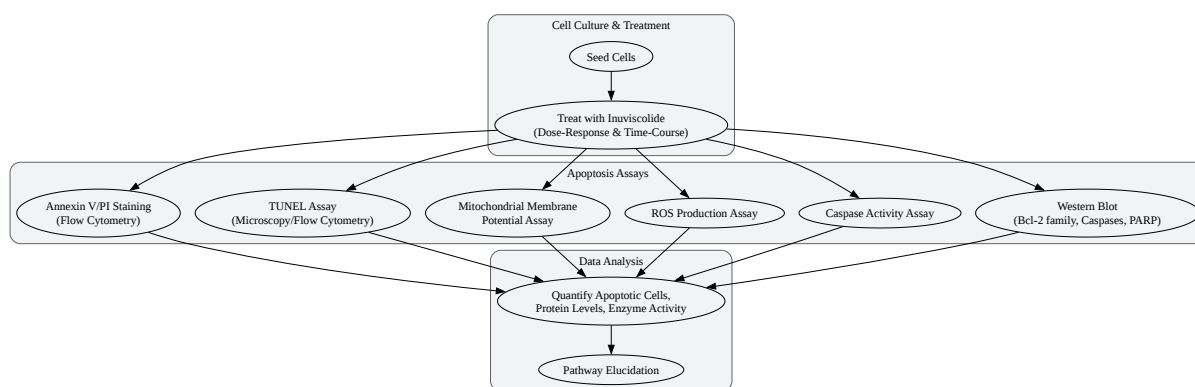 Cell Culture & Treatment
Seed Cells
Treat with Inuviscolide
(Dose-Response & Time-Course)
Apoptosis Assays
Annexin V/PI Staining
(Flow Cytometry)
TUNEL Assay
(Microscopy/Flow Cytometry)
Mitochondrial Membrane
Potential Assay
ROS Production Assay
Caspase Activity Assay
Western Blot
(Bcl-2 family, Caspases, PARP)
Data Analysis
Quantify Apoptotic Cells,
Protein Levels, Enzyme Activity
Pathway Elucidation